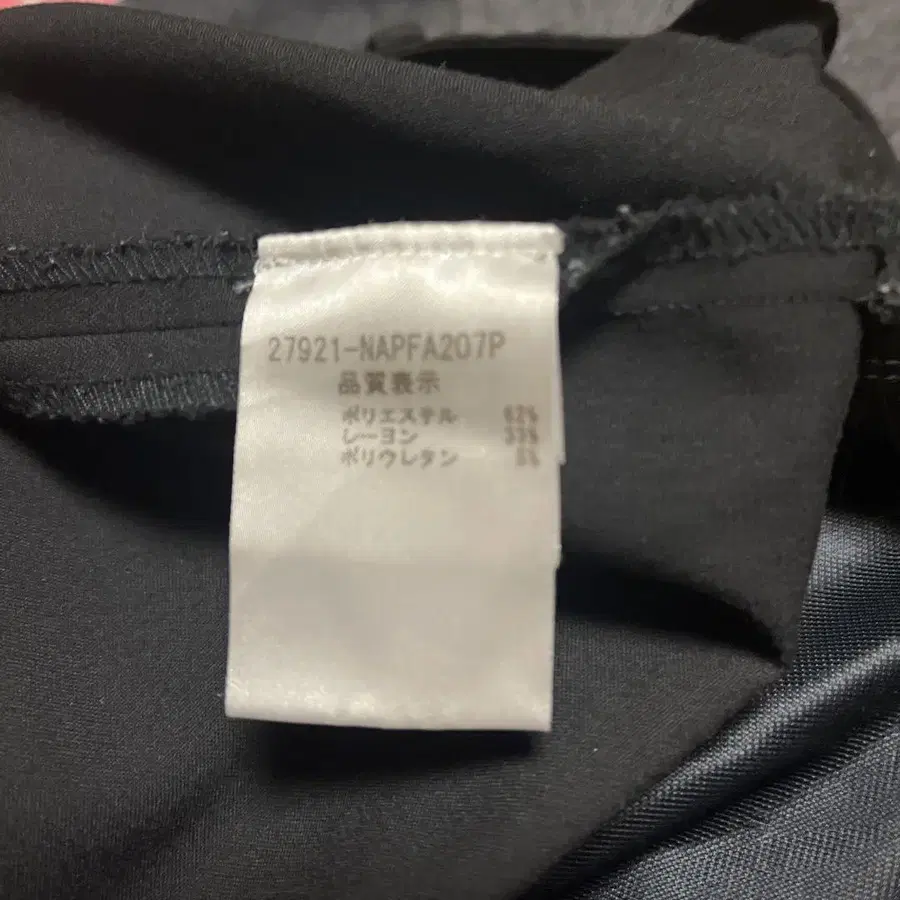 27921-NAPFA207P
品質表示
ポリエステル 62%
レーヨン 33%
ポリウレタン 5%